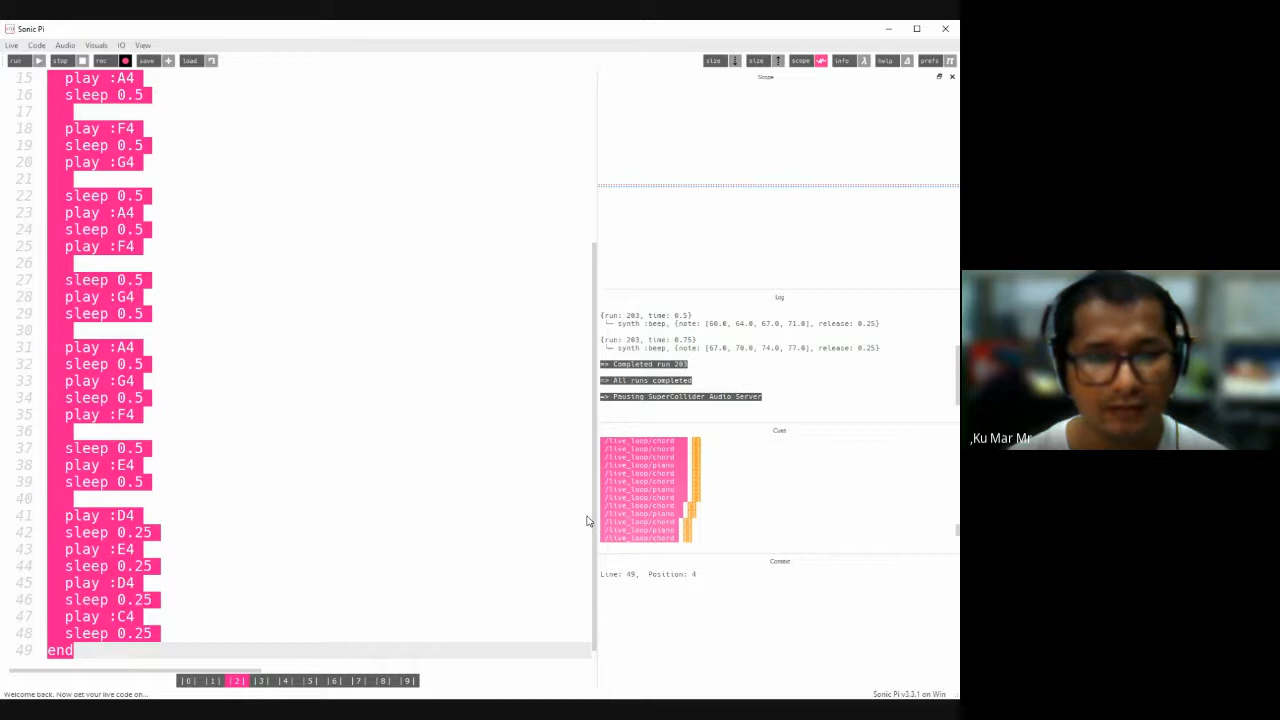 Sonic Pi
Live Code Audio Visuals IO View
run stop rec save load size size scope info help prefs
Scope
15 play :A4
16 sleep 0.5
17
18 play :F4
19 sleep 0.5
20 play :G4
21
22 sleep 0.5
23 play :A4
24 sleep 0.5
25 play :F4
26
27 sleep 0.5
28 play :G4
29 sleep 0.5
30
31 play :A4
32 sleep 0.5
33 play :G4
34 sleep 0.5
35 play :F4
36
37 sleep 0.5
38 play :E4
39 sleep 0.5
40
41 play :D4
42 sleep 0.25
43 play :E4
44 sleep 0.25
45 play :D4
46 sleep 0.25
47 play :C4
48 sleep 0.25
49 end
Log
{run: 203, time: 0.5}
└─ synth :beep, {note: [60.0, 64.0, 67.0, 71.0], release: 0.25}
{run: 203, time: 0.75}
└─ synth :beep, {note: [67.0, 70.0, 74.0, 77.0], release: 0.25}
=> Completed run 203
=> All runs completed
=> Pausing SuperCollider Audio Server
Cues
/live_loop/chord
/live_loop/chord
/live_loop/chord
/live_loop/piano
/live_loop/chord
/live_loop/chord
/live_loop/piano
/live_loop/chord
/live_loop/chord
/live_loop/piano
/live_loop/chord
/live_loop/piano
/live_loop/chord
Context
Line: 49, Position: 4
|0| |1| |2| |3| |4| |5| |6| |7| |8| |9|
Welcome back. Now get your live code on...
Sonic Pi v3.3.1 on Win
,Ku Mar Mr